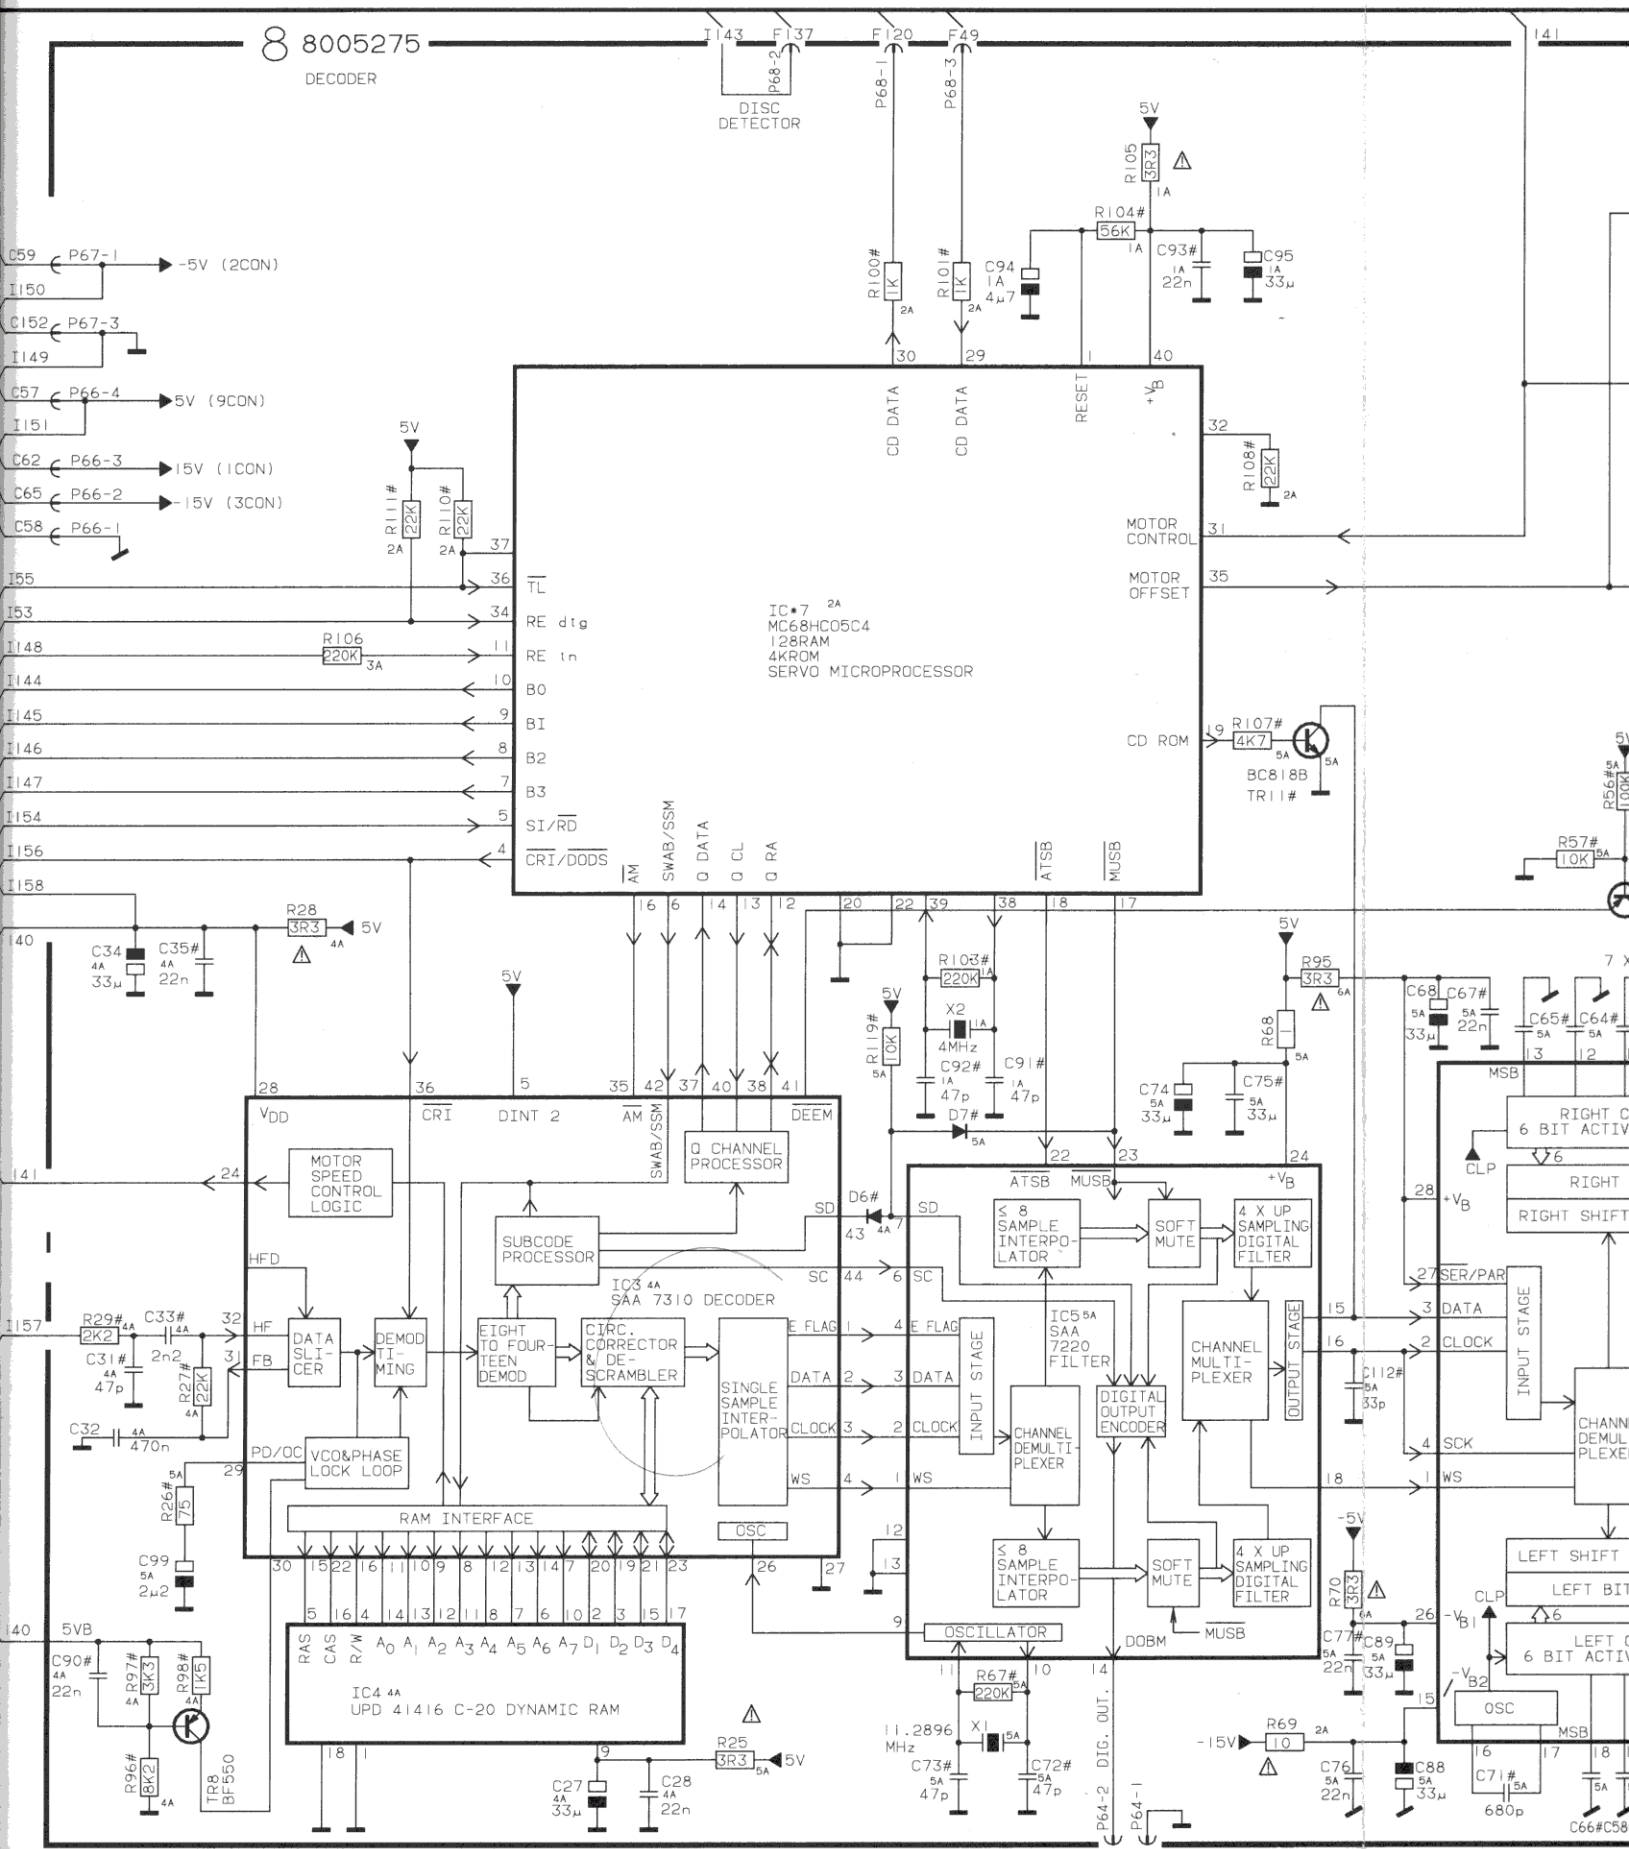 8 8005275
DECODER
I143
F137
F120
F49
141
P68-2
P68-1
P68-3
DISC
DETECTOR
5V
R105
3R3
1A
R104#
56K
1A
C93#
1A
22n
C95
1A
33µ
C94
1A
4µ7
R100#
1K
2A
R101#
1K
2A
C59 P67-1 -5V (2CON)
I150
C152 P67-3
I149
C57 P66-4 5V (9CON)
I151
C62 P66-3 15V (1CON)
C65 P66-2 -15V (3CON)
C58 P66-1
30 29 1 40
CD DATA
CD DATA
RESET
+VB
32
R108#
22K
2A
MOTOR
CONTROL
31
MOTOR
OFFSET
35
5V
R111#
22K
2A
R110#
22K
2A
37
I55 36 TL
I53 34 RE dig
I148 R106 220K 3A 11 RE in
I144 10 B0
I145 9 B1
I146 8 B2
I147 7 B3
I154 5 SI/RD
I156 4 CRI/DODS
I158
IC•7 2A
MC68HC05C4
128RAM
4KROM
SERVO MICROPROCESSOR
CD ROM
19
R107#
4K7
5A
5A
BC818B
TR11#
5V
5A
R56#
100K
R57#
10K
5A
AM
SWAB/SSM
Q DATA
Q CL
Q RA
ATSB
MUSB
16 6 14 13 12 20 22 39 38 18 17
140
R28
3R3
4A
5V
C34
4A
33µ
C35#
4A
22n
5V
R103#
220K
1A
X2
1A
4MHz
C92#
1A
47p
C91#
1A
47p
5V
R119#
10K
5A
D7#
5A
5V
R95
3R3
6A
R68
1
5A
C74
5A
33µ
C75#
5A
22n
33µ
C68
5A
33µ
C67#
5A
22n
C65#
5A
C64#
5A
13 12
MSB
28 36 5 35 42 37 40 38 41
VDD
CRI
DINT 2
AM
SWAB/SSM
DEEM
Q CHANNEL
PROCESSOR
MOTOR
SPEED
CONTROL
LOGIC
141 24
SUBCODE
PROCESSOR
SD
43
D6#
4A
SC 44
IC3 4A
SAA 7310 DECODER
HFD
I157
R29#
2K2
4A
C33#
4A
2n2
32 HF
31 FB
C31#
4A
47p
R27#
22K
4A
C32
4A
470n
PD/OC
29
DATA
SLI-
CER
DEMOD
TI-
MING
EIGHT
TO FOUR-
TEEN
DEMOD
CIRC.
CORRECTOR
& DE-
SCRAMBLER
SINGLE
SAMPLE
INTER-
POLATOR
E FLAG 1
DATA 2
CLOCK 3
WS 4
VCO&PHASE
LOCK LOOP
RAM INTERFACE
OSC
5A
R26#
75
C99
5A
2µ2
30 15 22 16 11 10 9 8 12 13 14 7 20 19 21 23 26 27
5 16 4 14 13 12 11 8 7 6 10 2 3 15 17
RAS
CAS
R/W
A0 A1 A2 A3 A4 A5 A6 A7 D1 D2 D3 D4
IC4 4A
UPD 41416 C-20 DYNAMIC RAM
18 1 9
140 5VB
C90#
4A
22n
R97#
3K3
4A
R98#
1K5
4A
R96#
8K2
4A
TR8
BF550
C27
4A
33µ
C28
4A
22n
R25
3R3
5A
5V
22 23 24
ATSB
MUSB
+VB
7 SD
6 SC
4 E FLAG
3 DATA
2 CLOCK
1 WS
12
13
9
≤ 8
SAMPLE
INTERPO-
LATOR
SOFT
MUTE
4 X UP
SAMPLING
DIGITAL
FILTER
IC5 5A
SAA
7220
FILTER
INPUT STAGE
CHANNEL
DEMULTI-
PLEXER
DIGITAL
OUTPUT
ENCODER
CHANNEL
MULTI-
PLEXER
OUTPUT STAGE
15
16
18
≤ 8
SAMPLE
INTERPO-
LATOR
SOFT
MUTE
4 X UP
SAMPLING
DIGITAL
FILTER
OSCILLATOR
DOBM
MUSB
11 10 14
R67#
220K
5A
X1
5A
11.2896
MHz
C73#
5A
47p
C72#
5A
47p
P64-2 DIG. OUT.
P64-1
C112#
5A
33p
-5V
R70
3R3
6A
C77#
5A
22n
C89
5A
33µ
-15V
R69
10
2A
C76
5A
22n
C88
5A
33µ
RIGHT
6 BIT ACTIV
6
CLP
RIGHT
RIGHT SHIFT
28 +VB
27 SER/PAR
3 DATA
2 CLOCK
INPUT STAGE
4 SCK
1 WS
LEFT SHIFT
LEFT BIT
CLP
6
26 -VB1
LEFT
6 BIT ACTIV
-VB2
15
OSC
MSB
16 17 18
C71#
5A
680p
5A
C66#C58